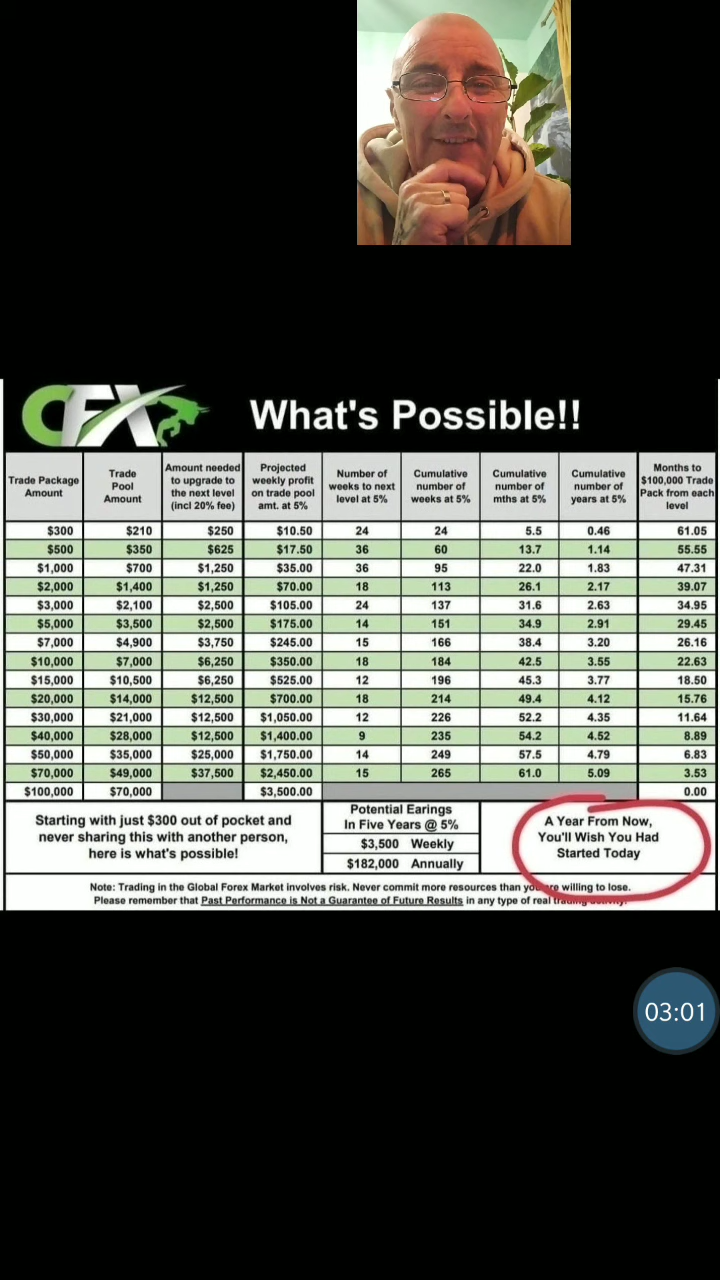 CFX
What's Possible!!
Trade Package Amount | Trade Pool Amount | Amount needed to upgrade to the next level (incl 20% fee) | Projected weekly profit on trade pool amt. at 5% | Number of weeks to next level at 5% | Cumulative number of weeks at 5% | Cumulative number of mths at 5% | Cumulative number of years at 5% | Months to $100,000 Trade Pack from each level
$300 $210 $250 $10.50 24 24 5.5 0.46 61.05
$500 $350 $625 $17.50 36 60 13.7 1.14 55.55
$1,000 $700 $1,250 $35.00 36 95 22.0 1.83 47.31
$2,000 $1,400 $1,250 $70.00 18 113 26.1 2.17 39.07
$3,000 $2,100 $2,500 $105.00 24 137 31.6 2.63 34.95
$5,000 $3,500 $2,500 $175.00 14 151 34.9 2.91 29.45
$7,000 $4,900 $3,750 $245.00 15 166 38.4 3.20 26.16
$10,000 $7,000 $6,250 $350.00 18 184 42.5 3.55 22.63
$15,000 $10,500 $6,250 $525.00 12 196 45.3 3.77 18.50
$20,000 $14,000 $12,500 $700.00 18 214 49.4 4.12 15.76
$30,000 $21,000 $12,500 $1,050.00 12 226 52.2 4.35 11.64
$40,000 $28,000 $12,500 $1,400.00 9 235 54.2 4.52 8.89
$50,000 $35,000 $25,000 $1,750.00 14 249 57.5 4.79 6.83
$70,000 $49,000 $37,500 $2,450.00 15 265 61.0 5.09 3.53
$100,000 $70,000 $3,500.00 0.00
Starting with just $300 out of pocket and
never sharing this with another person,
here is what's possible!
Potential Earings
In Five Years @ 5%
$3,500 Weekly
$182,000 Annually
A Year From Now,
You'll Wish You Had
Started Today
Note: Trading in the Global Forex Market involves risk. Never commit more resources than you are willing to lose.
Please remember that Past Performance is Not a Guarantee of Future Results in any type of real trading activity.
03:01